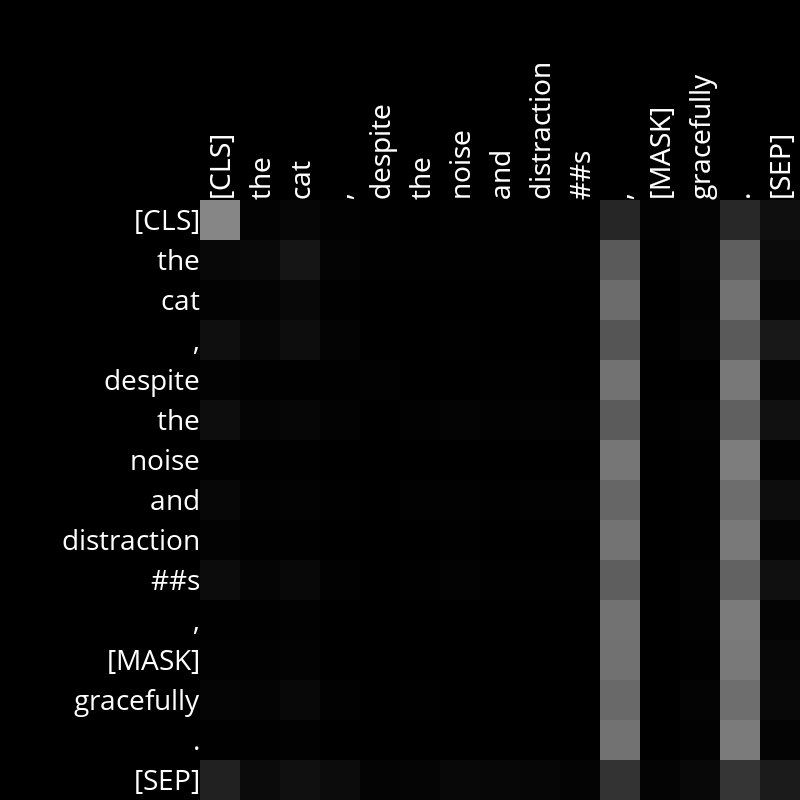 [CLS] the cat , despite the noise and distraction ##s , [MASK] gracefully . [SEP]
[CLS]
the
cat
,
despite
the
noise
and
distraction
##s
,
[MASK]
gracefully
.
[SEP]